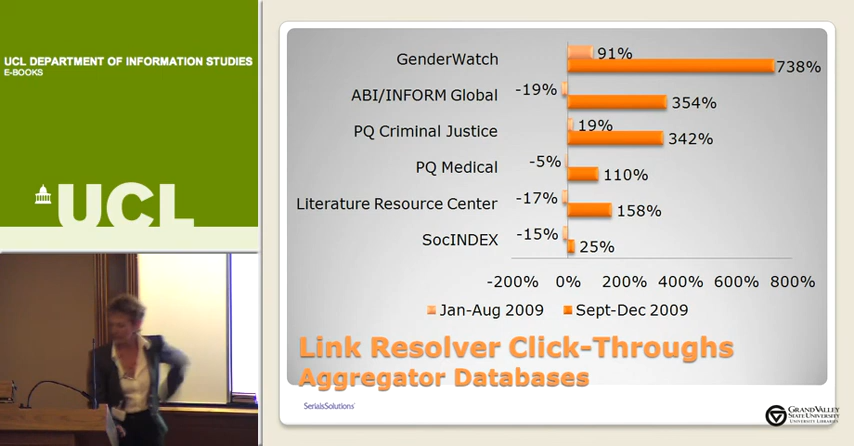 UCL DEPARTMENT OF INFORMATION STUDIES
E-BOOKS
UCL
GenderWatch 91% 738%
ABI/INFORM Global -19% 354%
PQ Criminal Justice 19% 342%
PQ Medical -5% 110%
Literature Resource Center -17% 158%
SocINDEX -15% 25%
-200% 0% 200% 400% 600% 800%
Jan-Aug 2009 Sept-Dec 2009
Link Resolver Click-Throughs
Aggregator Databases
SerialsSolutions
GRAND VALLEY
STATE UNIVERSITY
UNIVERSITY LIBRARIES